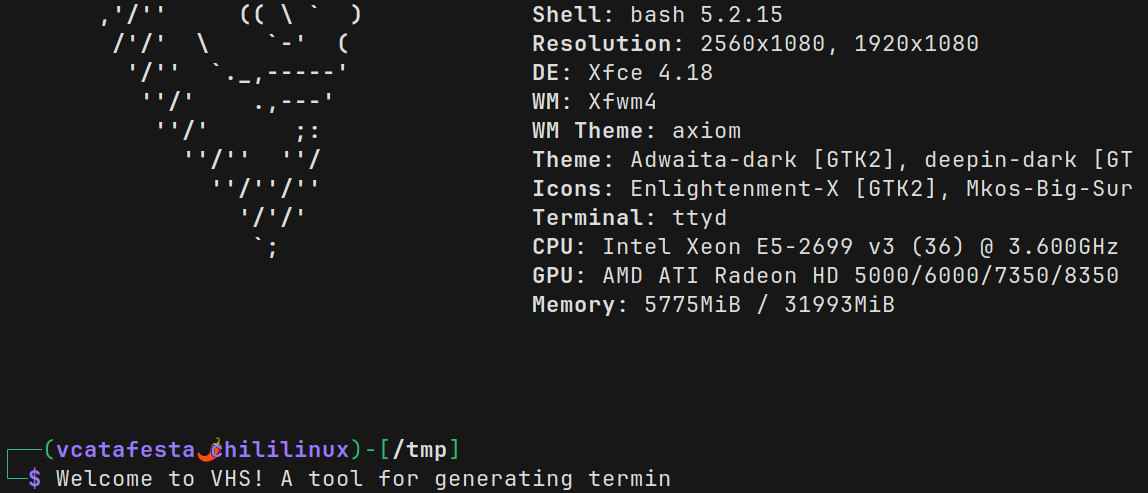 Shell: bash 5.2.15
Resolution: 2560x1080, 1920x1080
DE: Xfce 4.18
WM: Xfwm4
WM Theme: axiom
Theme: Adwaita-dark [GTK2], deepin-dark [GT
Icons: Enlightenment-X [GTK2], Mkos-Big-Sur
Terminal: ttyd
CPU: Intel Xeon E5-2699 v3 (36) @ 3.600GHz
GPU: AMD ATI Radeon HD 5000/6000/7350/8350
Memory: 5775MiB / 31993MiB
(vcatafesta🌶chililinux)-[/tmp]
$ Welcome to VHS! A tool for generating termin